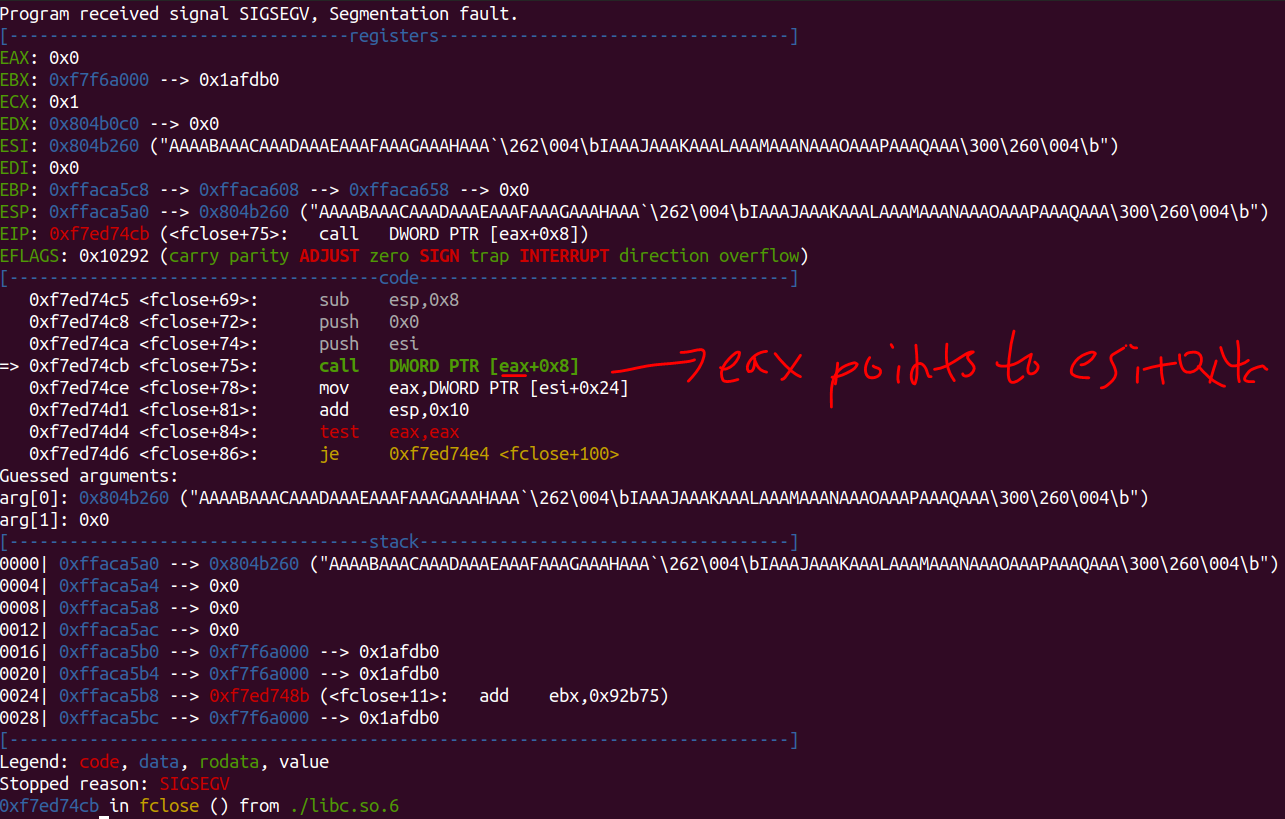 Program received signal SIGSEGV, Segmentation fault.
[----------------------------------registers-----------------------------------]
EAX: 0x0
EBX: 0xf7f6a000 --> 0x1afdb0
ECX: 0x1
EDX: 0x804b0c0 --> 0x0
ESI: 0x804b260 ("AAAABAAACAAADAAAEAAAFAAAGAAAHAAA`\262\004\bIAAAJAAAKAAALAAAMAAANAAAOAAAPAAAQAAA\300\260\004\b")
EDI: 0x0
EBP: 0xffaca5c8 --> 0xffaca608 --> 0xffaca658 --> 0x0
ESP: 0xffaca5a0 --> 0x804b260 ("AAAABAAACAAADAAAEAAAFAAAGAAAHAAA`\262\004\bIAAAJAAAKAAALAAAMAAANAAAOAAAPAAAQAAA\300\260\004\b")
EIP: 0xf7ed74cb (<fclose+75>: call DWORD PTR [eax+0x8])
EFLAGS: 0x10292 (carry parity ADJUST zero SIGN trap INTERRUPT direction overflow)
[-------------------------------------code-------------------------------------]
0xf7ed74c5 <fclose+69>: sub esp,0x8
0xf7ed74c8 <fclose+72>: push 0x0
0xf7ed74ca <fclose+74>: push esi
=> 0xf7ed74cb <fclose+75>: call DWORD PTR [eax+0x8] eax points to esi+0x4c
0xf7ed74ce <fclose+78>: mov eax,DWORD PTR [esi+0x24]
0xf7ed74d1 <fclose+81>: add esp,0x10
0xf7ed74d4 <fclose+84>: test eax,eax
0xf7ed74d6 <fclose+86>: je 0xf7ed74e4 <fclose+100>
Guessed arguments:
arg[0]: 0x804b260 ("AAAABAAACAAADAAAEAAAFAAAGAAAHAAA`\262\004\bIAAAJAAAKAAALAAAMAAANAAAOAAAPAAAQAAA\300\260\004\b")
arg[1]: 0x0
[------------------------------------stack-------------------------------------]
0000| 0xffaca5a0 --> 0x804b260 ("AAAABAAACAAADAAAEAAAFAAAGAAAHAAA`\262\004\bIAAAJAAAKAAALAAAMAAANAAAOAAAPAAAQAAA\300\260\004\b")
0004| 0xffaca5a4 --> 0x0
0008| 0xffaca5a8 --> 0x0
0012| 0xffaca5ac --> 0x0
0016| 0xffaca5b0 --> 0xf7f6a000 --> 0x1afdb0
0020| 0xffaca5b4 --> 0xf7f6a000 --> 0x1afdb0
0024| 0xffaca5b8 --> 0xf7ed748b (<fclose+11>: add ebx,0x92b75)
0028| 0xffaca5bc --> 0xf7f6a000 --> 0x1afdb0
[------------------------------------------------------------------------------]
Legend: code, data, rodata, value
Stopped reason: SIGSEGV
0xf7ed74cb in fclose () from ./libc.so.6